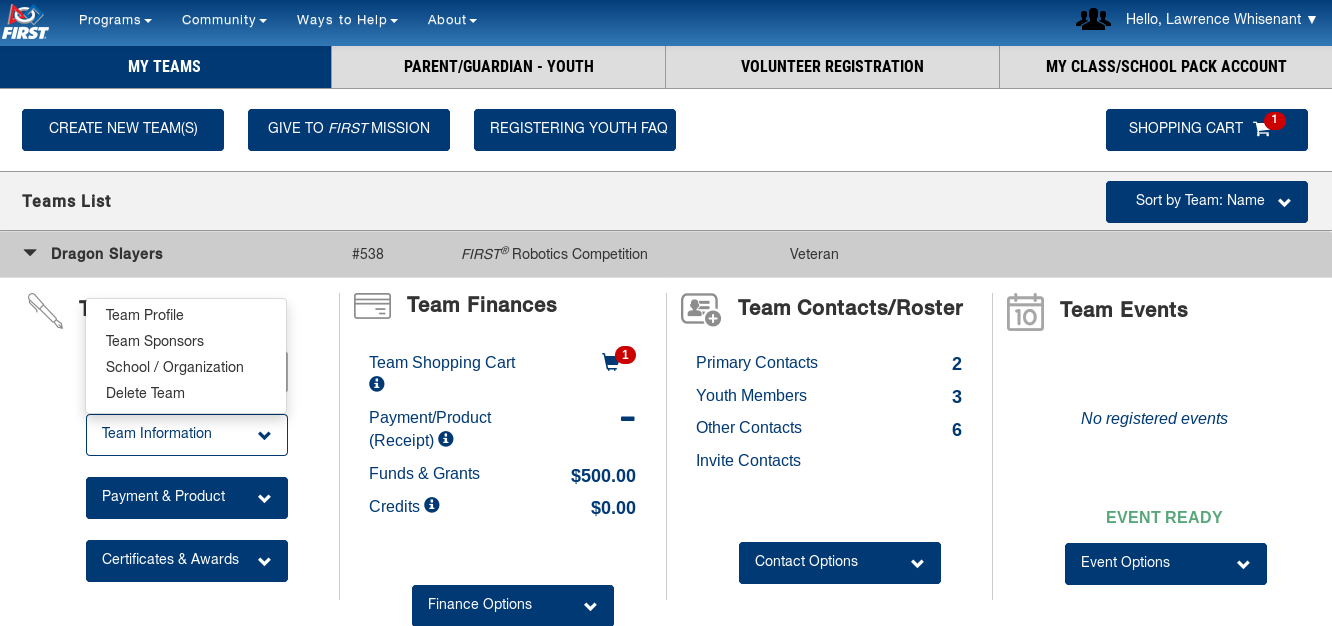 FIRST
Programs Community Ways to Help About
Hello, Lawrence Whisenant ▼
MY TEAMS PARENT/GUARDIAN - YOUTH VOLUNTEER REGISTRATION MY CLASS/SCHOOL PACK ACCOUNT
CREATE NEW TEAM(S) GIVE TO FIRST MISSION REGISTERING YOUTH FAQ SHOPPING CART 1
Teams List Sort by Team: Name
Dragon Slayers #538 FIRST® Robotics Competition Veteran
Team Profile
Team Sponsors
School / Organization
Delete Team
Team Information
Payment & Product
Certificates & Awards
Team Finances
Team Shopping Cart 1
Payment/Product
(Receipt)
Funds & Grants $500.00
Credits $0.00
Finance Options
Team Contacts/Roster
Primary Contacts 2
Youth Members 3
Other Contacts 6
Invite Contacts
Contact Options
10
Team Events
No registered events
EVENT READY
Event Options